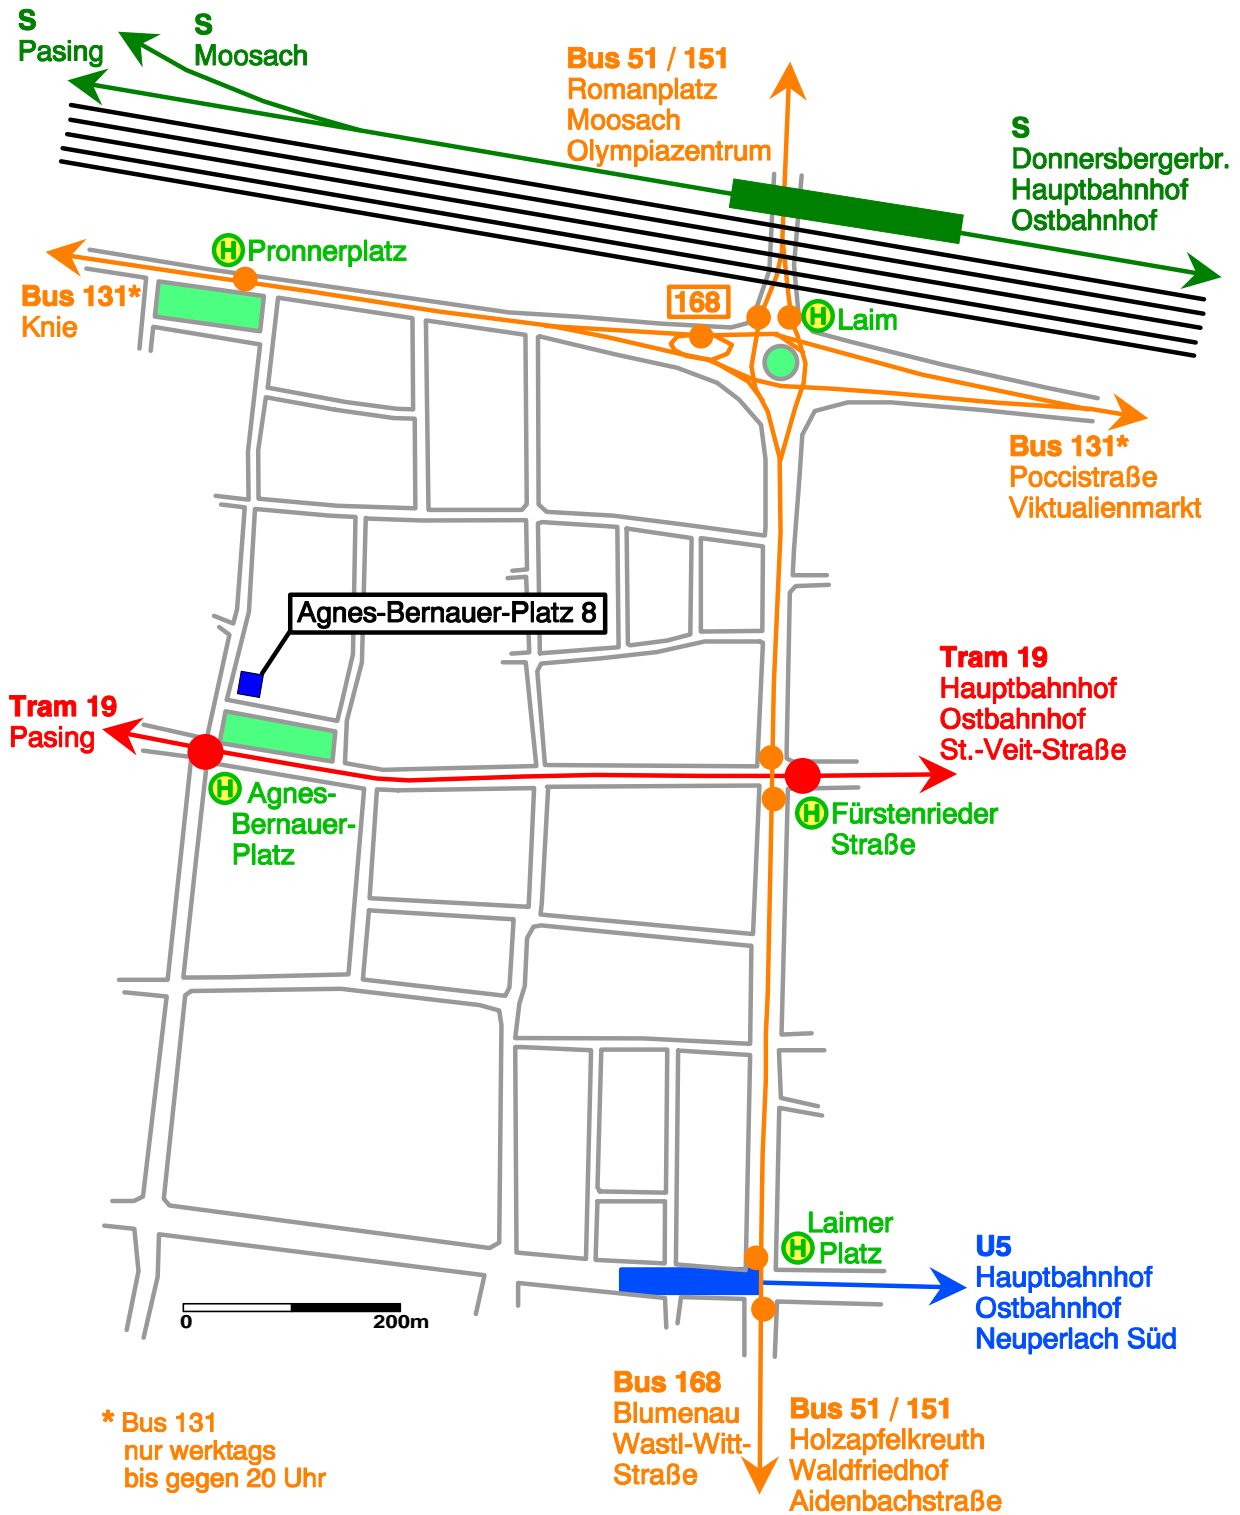 S
Pasing
S
Moosach
Bus 51 / 151
Romanplatz
Moosach
Olympiazentrum
S
Donnersbergerbr.
Hauptbahnhof
Ostbahnhof
H Pronnerplatz
Bus 131*
Knie
168
H Laim
Bus 131*
Poccistraße
Viktualienmarkt
Agnes-Bernauer-Platz 8
Tram 19
Hauptbahnhof
Ostbahnhof
St.-Veit-Straße
Tram 19
Pasing
H Agnes-
Bernauer-
Platz
H Fürstenrieder
Straße
Laimer
H Platz
U5
Hauptbahnhof
Ostbahnhof
Neuperlach Süd
0 200m
Bus 168
Blumenau
Wastl-Witt-
Straße
Bus 51 / 151
Holzapfelkreuth
Waldfriedhof
Aidenbachstraße
* Bus 131
nur werktags
bis gegen 20 Uhr